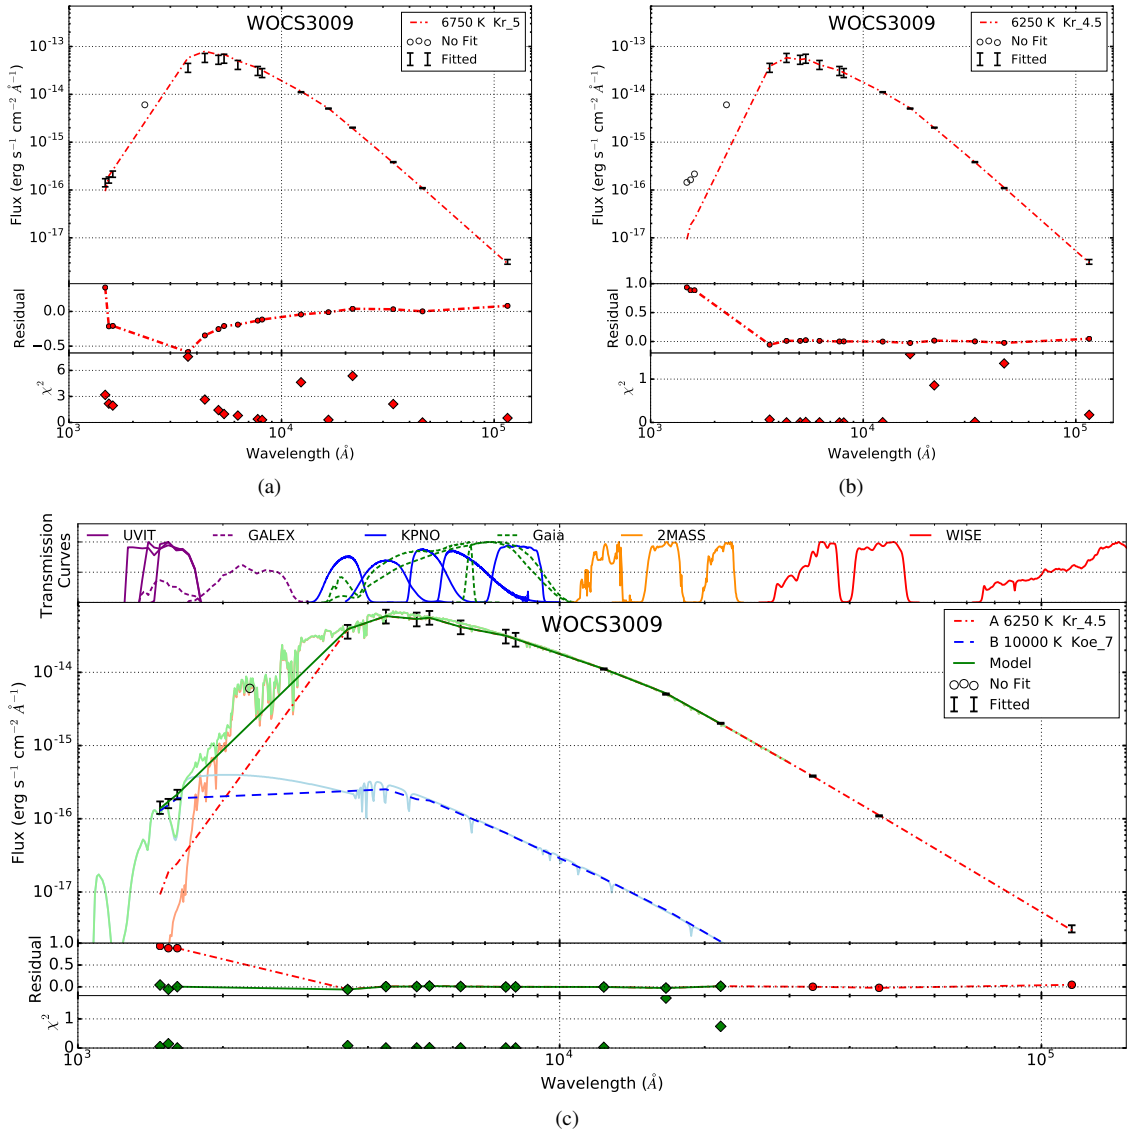 WOCS3009
6750 K Kr_5
No Fit
Fitted
Flux (erg s⁻¹ cm⁻² Å⁻¹)
10⁻¹³
10⁻¹⁴
10⁻¹⁵
10⁻¹⁶
10⁻¹⁷
Residual
0.0
−0.5
χ²
6
3
0
10³ 10⁴ 10⁵
Wavelength (Å)
(a)
WOCS3009
6250 K Kr_4.5
No Fit
Fitted
Flux (erg s⁻¹ cm⁻² Å⁻¹)
10⁻¹³
10⁻¹⁴
10⁻¹⁵
10⁻¹⁶
10⁻¹⁷
Residual
1.0
0.5
0.0
χ²
1
0
10³ 10⁴ 10⁵
Wavelength (Å)
(b)
Transmission
Curves
UVIT GALEX KPNO Gaia 2MASS WISE
WOCS3009
A 6250 K Kr_4.5
B 10000 K Koe_7
Model
No Fit
Fitted
Flux (erg s⁻¹ cm⁻² Å⁻¹)
10⁻¹⁴
10⁻¹⁵
10⁻¹⁶
10⁻¹⁷
Residual
1.0
0.5
0.0
χ²
1
0
10³ 10⁴ 10⁵
Wavelength (Å)
(c)